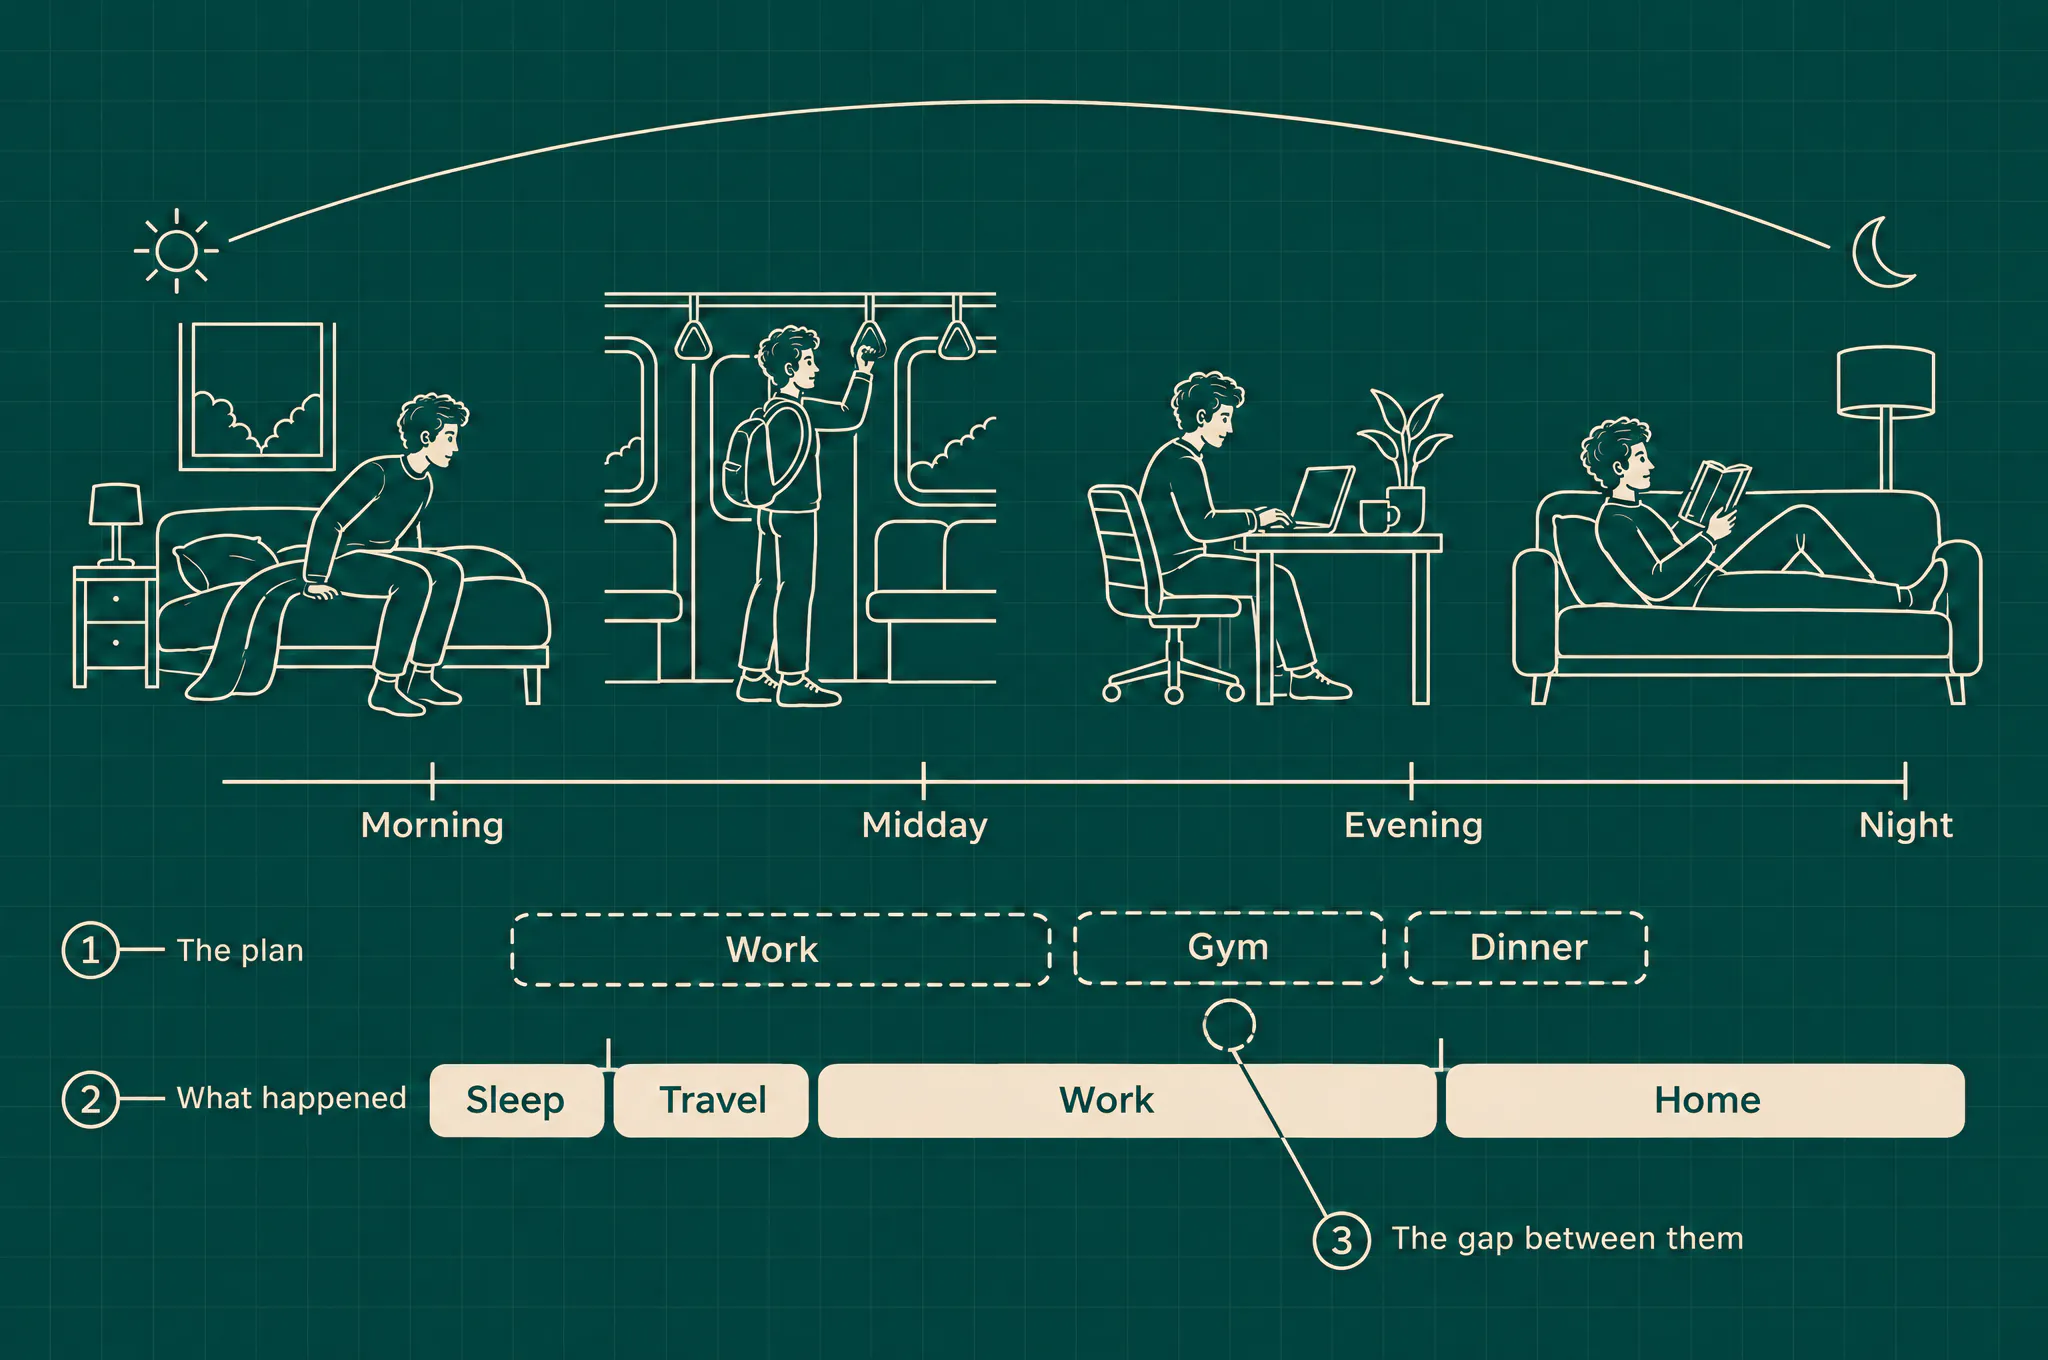 Morning
Midday
Evening
Night
1
The plan
Work
Gym
Dinner
2
What happened
Sleep
Travel
Work
Home
3
The gap between them